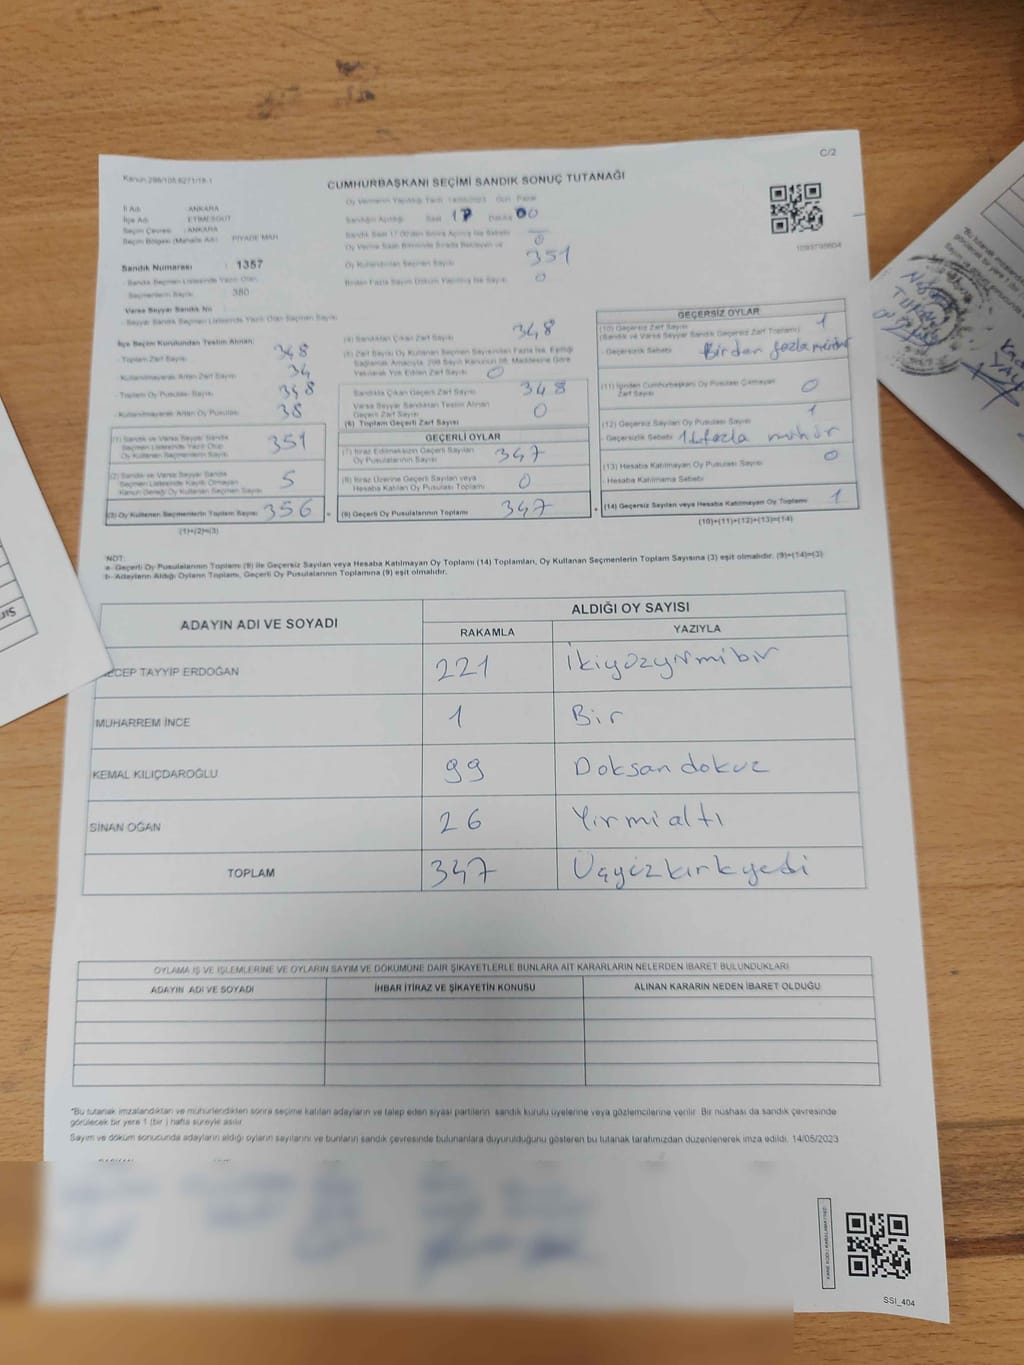 C/2
Kanun 298/105,6271/18-1
CUMHURBAŞKANI SEÇİMİ SANDIK SONUÇ TUTANAĞI
İl Adı : ANKARA
İlçe Adı : ETİMESGUT
Seçim Çevresi : ANKARA
Seçim Bölgesi (Mahalle Adı) : PİYADE MAH
Sandık Numarası : 1357
- Sandık Seçmen Listesinde Yazılı Olan
Seçmenlerin Sayısı : 380
Varsa Seyyar Sandık No :
- Seyyar Sandık Seçmen Listesinde Yazılı Olan Seçmen Sayısı:
Oy Vermenin Yapıldığı Tarih 14/05/2023 Gün Pazar
Sandığın Açıldığı Saat 17 Dakika 00
Sandık Saat 17.00'den Sonra Açılmış İse Sebebi
Oy Verme Saati Bitiminde Sırada Bekleyen ve 0
Oy Kullandırılan Seçmen Sayısı 351
Birden Fazla Sayım Döküm Yapılmış İse Sayısı 0
İlçe Seçim Kurulundan Teslim Alınan:
- Toplam Zarf Sayısı 348
- Kullanılmayarak Artan Zarf Sayısı 34
- Toplam Oy Pusulası Sayısı 348
- Kullanılmayarak Artan Oy Pusulası 38
(1) Sandık ve Varsa Seyyar Sandık
Seçmen Listesinde Yazılı Olup
Oy Kullanan Seçmenlerin Sayısı 351
(2) Sandık ve Varsa Seyyar Sandık
Seçmen Listesinde Kayıtlı Olmayan
Kanun Gereği Oy Kullanan Seçmen Sayısı 5
(3) Oy Kullanan Seçmenlerin Toplam Sayısı 356
(1)+(2)=(3)
(4) Sandıktan Çıkan Zarf Sayısı 348
(5) Zarf Sayısı Oy Kullanan Seçmen Sayısından Fazla İse, Eşitliği
Sağlamak Amacıyla, 298 Sayılı Kanunun 98. Maddesine Göre
Yakılarak Yok Edilen Zarf Sayısı 0
Sandıkta Çıkan Geçerli Zarf Sayısı 348
Varsa Seyyar Sandıktan Teslim Alınan
Geçerli Zarf Sayısı 0
(6) Toplam Geçerli Zarf Sayısı
GEÇERLİ OYLAR
(7) İtiraz Edilmeksizin Geçerli Sayılan
Oy Pusulalarının Sayısı 347
(8) İtiraz Üzerine Geçerli Sayılan veya
Hesaba Katılan Oy Pusulası Toplamı 0
(9) Geçerli Oy Pusulalarının Toplamı 347
GEÇERSİZ OYLAR
(10) Geçersiz Zarf Sayısı 1
(Sandık ve Varsa Seyyar Sandık Geçersiz Zarf Toplamı)
- Geçersizlik Sebebi Birden fazla mühür
(11) İçinden Cumhurbaşkanı Oy Pusulası Çıkmayan
Zarf Sayısı 0
(12) Geçersiz Sayılan Oy Pusulası Sayısı 1
- Geçersizlik Sebebi fazla mühür
(13) Hesaba Katılmayan Oy Pusulası Sayısı 0
- Hesaba Katılmama Sebebi
(14) Geçersiz Sayılan veya Hesaba Katılmayan Oy Toplamı 1
(10)+(11)+(12)+(13)=(14)
NOT:
a- Geçerli Oy Pusulalarının Toplamı (9) ile Geçersiz Sayılan veya Hesaba Katılmayan Oy Toplamı (14) Toplamları, Oy Kullanan Seçmenlerin Toplam Sayısına (3) eşit olmalıdır. (9)+(14)=(3)
b- Adayların Aldığı Oyların Toplamı, Geçerli Oy Pusulalarının Toplamına (9) eşit olmalıdır.
ADAYIN ADI VE SOYADI ALDIĞI OY SAYISI
RAKAMLA YAZIYLA
ECEP TAYYİP ERDOĞAN 221 İkiyüzyirmibir
MUHARREM İNCE 1 Bir
KEMAL KILIÇDAROĞLU 99 Doksan dokuz
SİNAN OĞAN 26 Yirmialtı
TOPLAM 347 Üçyüzkırkyedi
OYLAMA İŞ VE İŞLEMLERİNE VE OYLARIN SAYIM VE DÖKÜMÜNE DAİR ŞİKAYETLERLE BUNLARA AİT KARARLARIN NELERDEN İBARET BULUNDUKLARI
ADAYIN ADI VE SOYADI İHBAR İTİRAZ VE ŞİKAYETİN KONUSU ALINAN KARARIN NEDEN İBARET OLDUĞU
*Bu tutanak imzalandıktan ve mühürlendikten sonra seçime katılan adayların ve talep eden siyasi partilerin sandık kurulu üyelerine veya gözlemcilerine verilir. Bir nüshası da sandık çevresinde
görülecek bir yere 1 (bir ) hafta süreyle asılır.
Sayım ve döküm sonucunda adayların aldığı oyların sayılarını ve bunların sandık çevresinde bulunanlara duyurulduğunu gösteren bu tutanak tarafımızdan düzenlenerek imza edildi. 14/05/2023
SSI_404